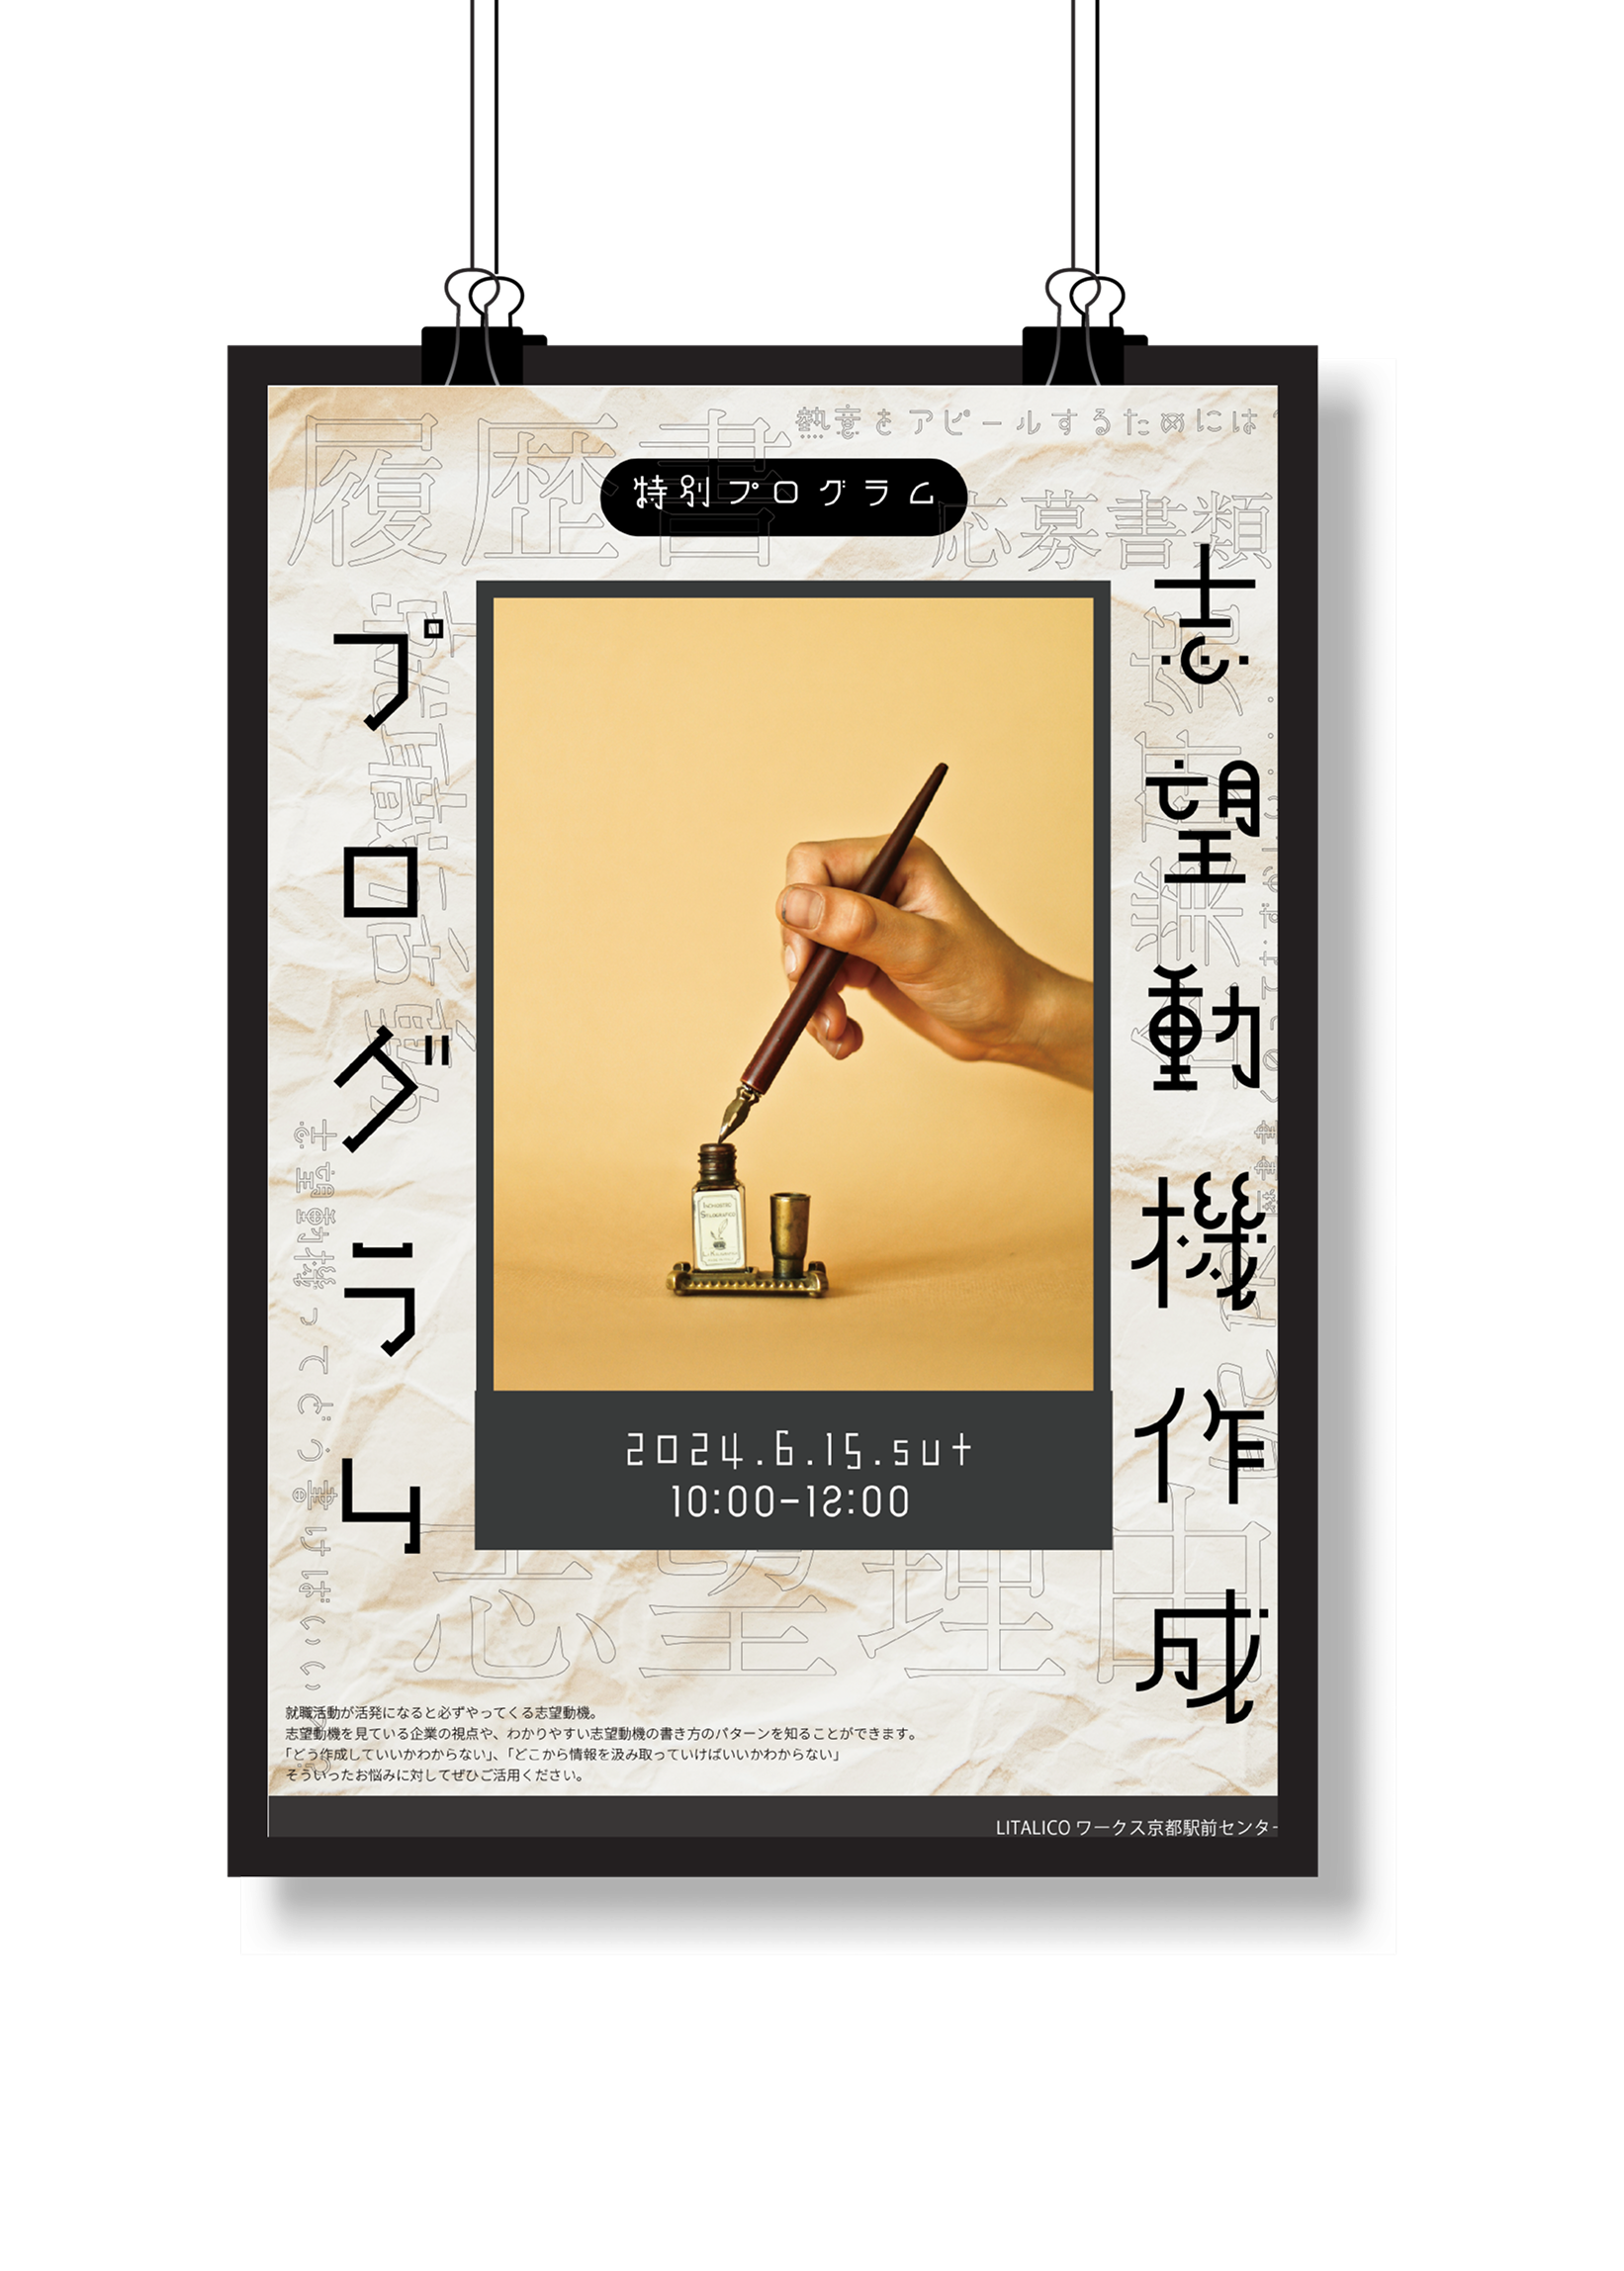 履歴書
熱意をアピールするためには
特別プログラム
応募書類
志望動機作成
プログラム
就職活動
企業研究
志望動機ってどう書けばいい
2024.6.15.sut
10:00-12:00
志望理由
就職活動が活発になると必ずやってくる志望動機。
志望動機を見ている企業の視点や、わかりやすい志望動機の書き方のパターンを知ることができます。
「どう作成していいかわからない」、「どこから情報を汲み取っていけばいいかわからない」
そういったお悩みに対してぜひご活用ください。
LITALICO ワークス京都駅前センター